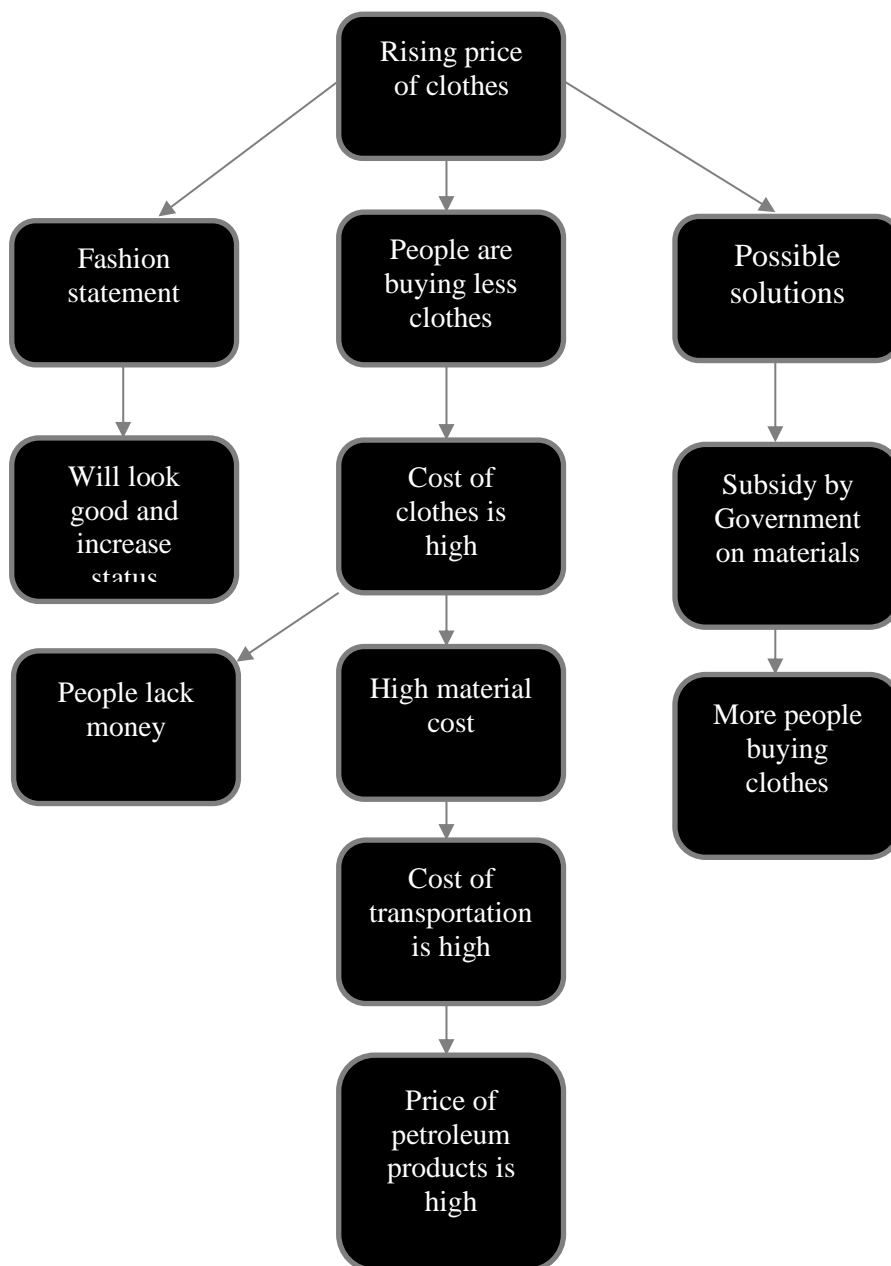 Rising price
of clothes
Fashion
statement
People are
buying less
clothes
Possible
solutions
Will look
good and
increase
status
Cost of
clothes is
high
Subsidy by
Government
on materials
People lack
money
High material
cost
More people
buying
clothes
Cost of
transportation
is high
Price of
petroleum
products is
high